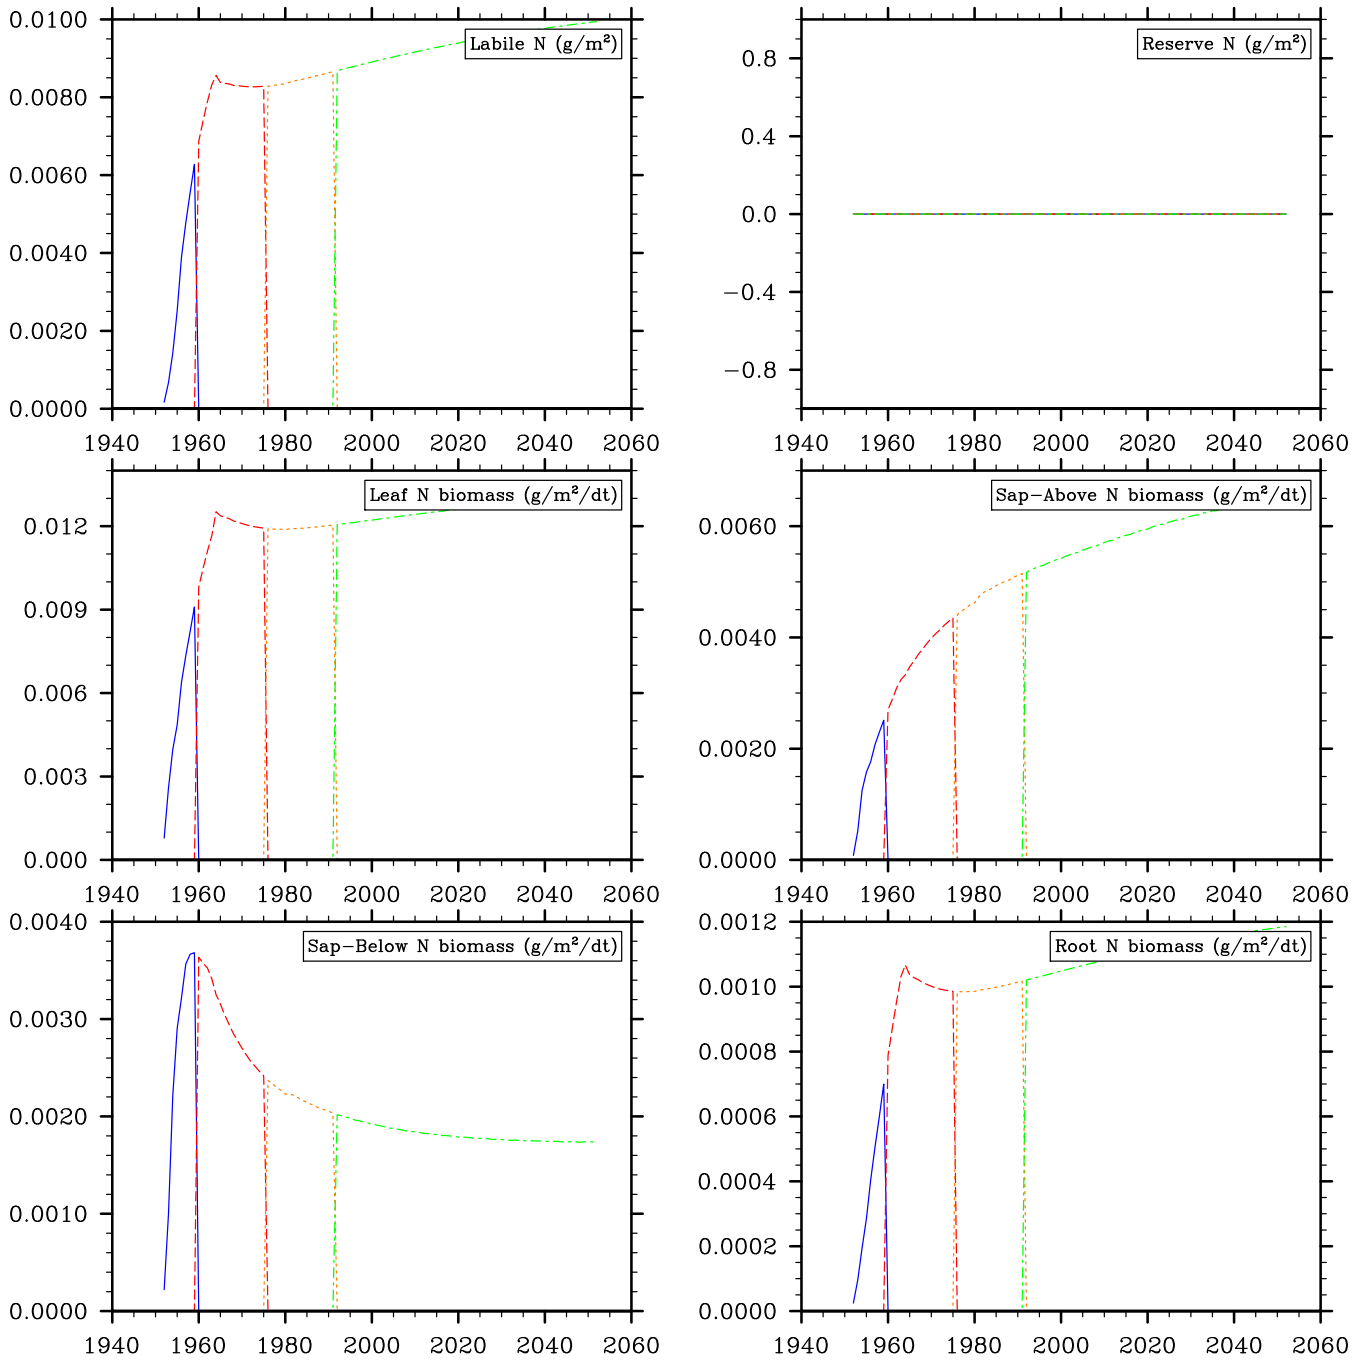 0.0100
0.0080
0.0060
0.0040
0.0020
0.0000
Labile N (g/m²)
1940 1960 1980 2000 2020 2040 2060
0.8
0.4
0.0
−0.4
−0.8
Reserve N (g/m²)
1940 1960 1980 2000 2020 2040 2060
0.012
0.009
0.006
0.003
0.000
Leaf N biomass (g/m²/dt)
1940 1960 1980 2000 2020 2040 2060
0.0060
0.0040
0.0020
0.0000
Sap−Above N biomass (g/m²/dt)
1940 1960 1980 2000 2020 2040 2060
0.0040
0.0030
0.0020
0.0010
0.0000
Sap−Below N biomass (g/m²/dt)
1940 1960 1980 2000 2020 2040 2060
0.0012
0.0010
0.0008
0.0006
0.0004
0.0002
0.0000
Root N biomass (g/m²/dt)
1940 1960 1980 2000 2020 2040 2060